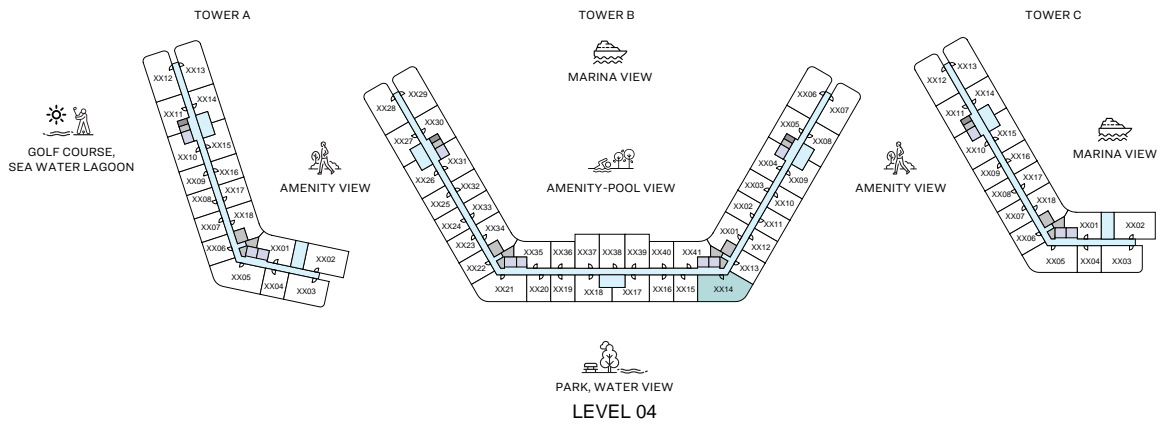 TOWER A
TOWER B
TOWER C
MARINA VIEW
GOLF COURSE,
SEA WATER LAGOON
AMENITY VIEW
AMENITY-POOL VIEW
AMENITY VIEW
MARINA VIEW
XX12
XX13
XX11
XX14
XX10
XX15
XX09
XX16
XX08
XX17
XX07
XX18
XX06
XX01
XX05
XX02
XX04
XX03
XX28
XX29
XX27
XX30
XX26
XX31
XX25
XX32
XX24
XX33
XX23
XX34
XX22
XX35
XX36
XX37
XX38
XX39
XX40
XX41
XX21
XX20
XX19
XX18
XX17
XX16
XX15
XX14
XX06
XX07
XX05
XX08
XX04
XX09
XX03
XX10
XX02
XX11
XX01
XX12
XX13
XX12
XX13
XX11
XX14
XX10
XX15
XX09
XX16
XX08
XX17
XX07
XX18
XX06
XX01
XX02
XX05
XX04
XX03
PARK, WATER VIEW
LEVEL 04